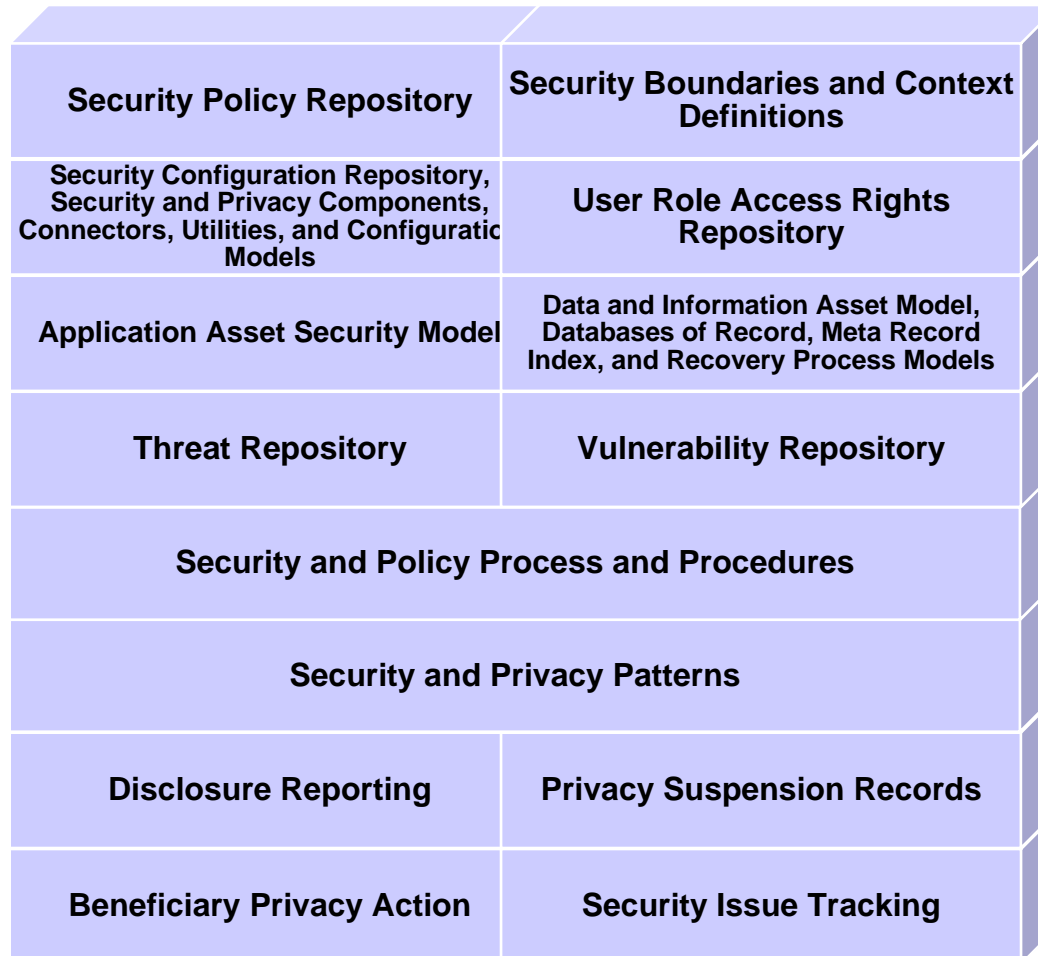 Security Policy Repository
Security Boundaries and Context
Definitions
Security Configuration Repository,
Security and Privacy Components,
Connectors, Utilities, and Configuratio
Models
User Role Access Rights
Repository
Application Asset Security Model
Data and Information Asset Model,
Databases of Record, Meta Record
Index, and Recovery Process Models
Threat Repository
Vulnerability Repository
Security and Policy Process and Procedures
Security and Privacy Patterns
Disclosure Reporting
Privacy Suspension Records
Beneficiary Privacy Action
Security Issue Tracking